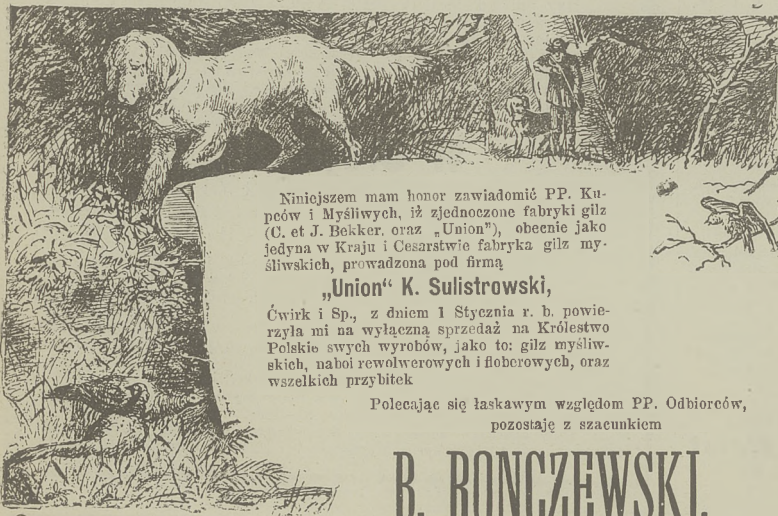 Niniejszem mam honor zawiadomić PP. Ku-
pców i Myśliwych, iż zjednoczone fabryki gilz
(C. et J. Bekker, oraz „Union”), obecnie jako
jedyna w Kraju i Cesarstwie fabryka gilz my-
śliwskich, prowadzona pod firmą
„Union“ K. Sulistrowski,
Ćwirk i Sp., z dniem 1 Stycznia r. b. powie-
rzyła mi na wyłączną sprzedaż na Królestwo
Polskie swych wyrobów, jako to: gilz myśliw-
skich, naboi rewolwerowych i floberowych, oraz
wszelkich przybitek
Polecając się łaskawym względom PP. Odbiorców,
pozostaję z szacunkiem
B. RONCZEWSKI.